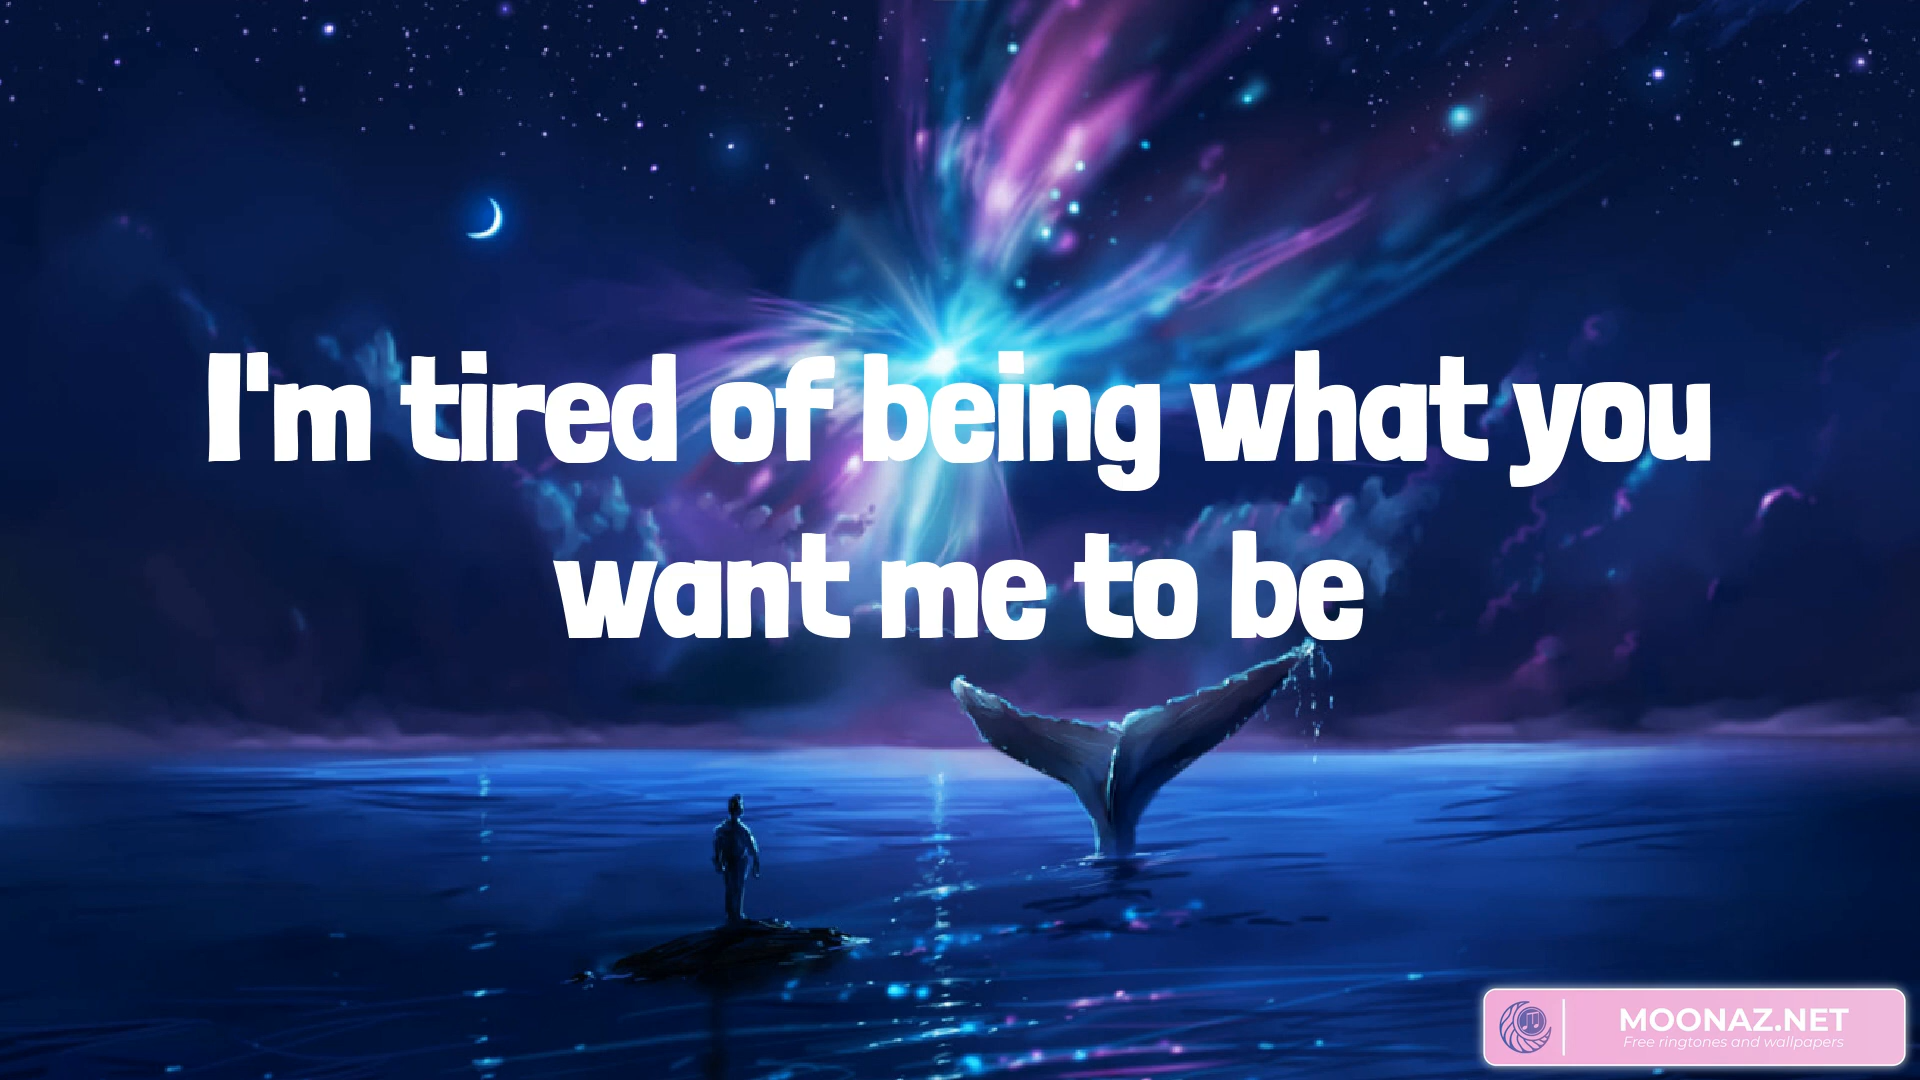 I'm tired of being what you
want me to be
MOONAZ.NET
Free ringtones and wallpapers